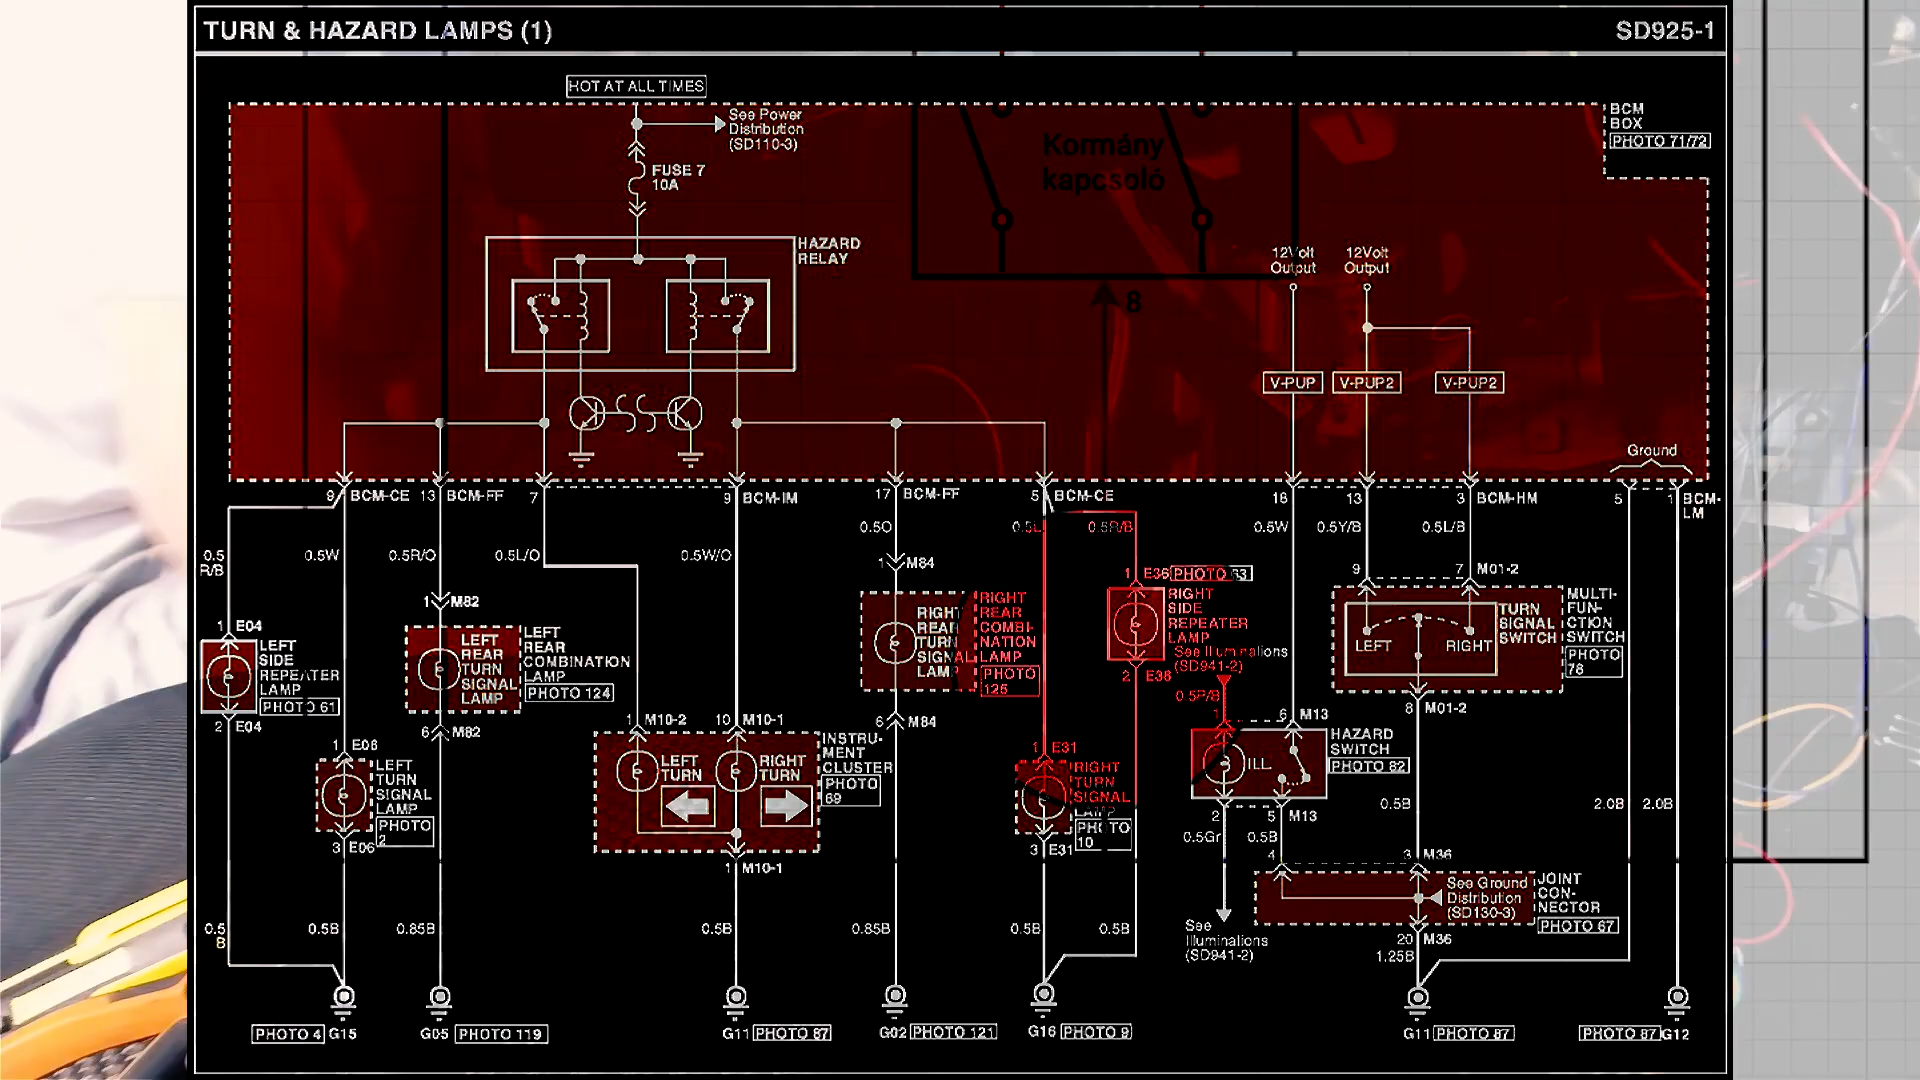 TURN & HAZARD LAMPS (1)
SD925-1
HOT AT ALL TIMES
See Power
Distribution
(SD110-3)
FUSE 7
10A
HAZARD
RELAY
Kormány
kapcsoló
8
12Volt
Output
12Volt
Output
BCM
BOX
PHOTO 71/72
V-PUP
V-PUP2
V-PUP2
Ground
9
BCM-CE
13
BCM-FF
7
9
BCM-IM
17
BCM-FF
5
BCM-CE
18
13
3
BCM-HM
5
1
BCM-
LM
0.5
R/B
0.5W
0.5R/O
0.5L/O
0.5W/O
0.5O
0.5L
0.5R/B
0.5W
0.5Y/B
0.5L/B
1
E04
LEFT
SIDE
REPEATER
LAMP
PHOTO 61
2
E04
1
E06
LEFT
TURN
SIGNAL
LAMP
PHOTO
2
3
E06
1
M82
LEFT
REAR
TURN
SIGNAL
LAMP
LEFT
REAR
COMBINATION
LAMP
PHOTO 124
6
M82
1
M10-2
10
M10-1
LEFT
TURN
RIGHT
TURN
INSTRU-
MENT
CLUSTER
PHOTO
69
1
M10-1
1
M84
RIGHT
REAR
TURN
SIGNAL
LAMP
RIGHT
REAR
COMBI-
NATION
LAMP
PHOTO
125
6
M84
1
E31
RIGHT
TURN
SIGNAL
LAMP
PHOTO
10
3
E31
1
E36
PHOTO 63
RIGHT
SIDE
REPEATER
LAMP
2
E36
See Illuminations
(SD941-2)
0.5P/B
1
6
M13
ILL.
HAZARD
SWITCH
PHOTO 82
2
5
M13
0.5Gr
0.5B
See
Illuminations
(SD941-2)
9
7
M01-2
LEFT
RIGHT
TURN
SIGNAL
SWITCH
MULTI-
FUN-
CTION
SWITCH
PHOTO
78
8
M01-2
0.5B
2.0B
2.0B
4
3
M36
See Ground
Distribution
(SD130-3)
JOINT
CON-
NECTOR
PHOTO 67
20
M36
1.25B
0.5
B
0.5B
0.85B
0.5B
0.85B
0.5B
0.5B
PHOTO 4
G15
G05
PHOTO 119
G11
PHOTO 87
G02
PHOTO 121
G16
PHOTO 9
G11
PHOTO 87
PHOTO 87
G12